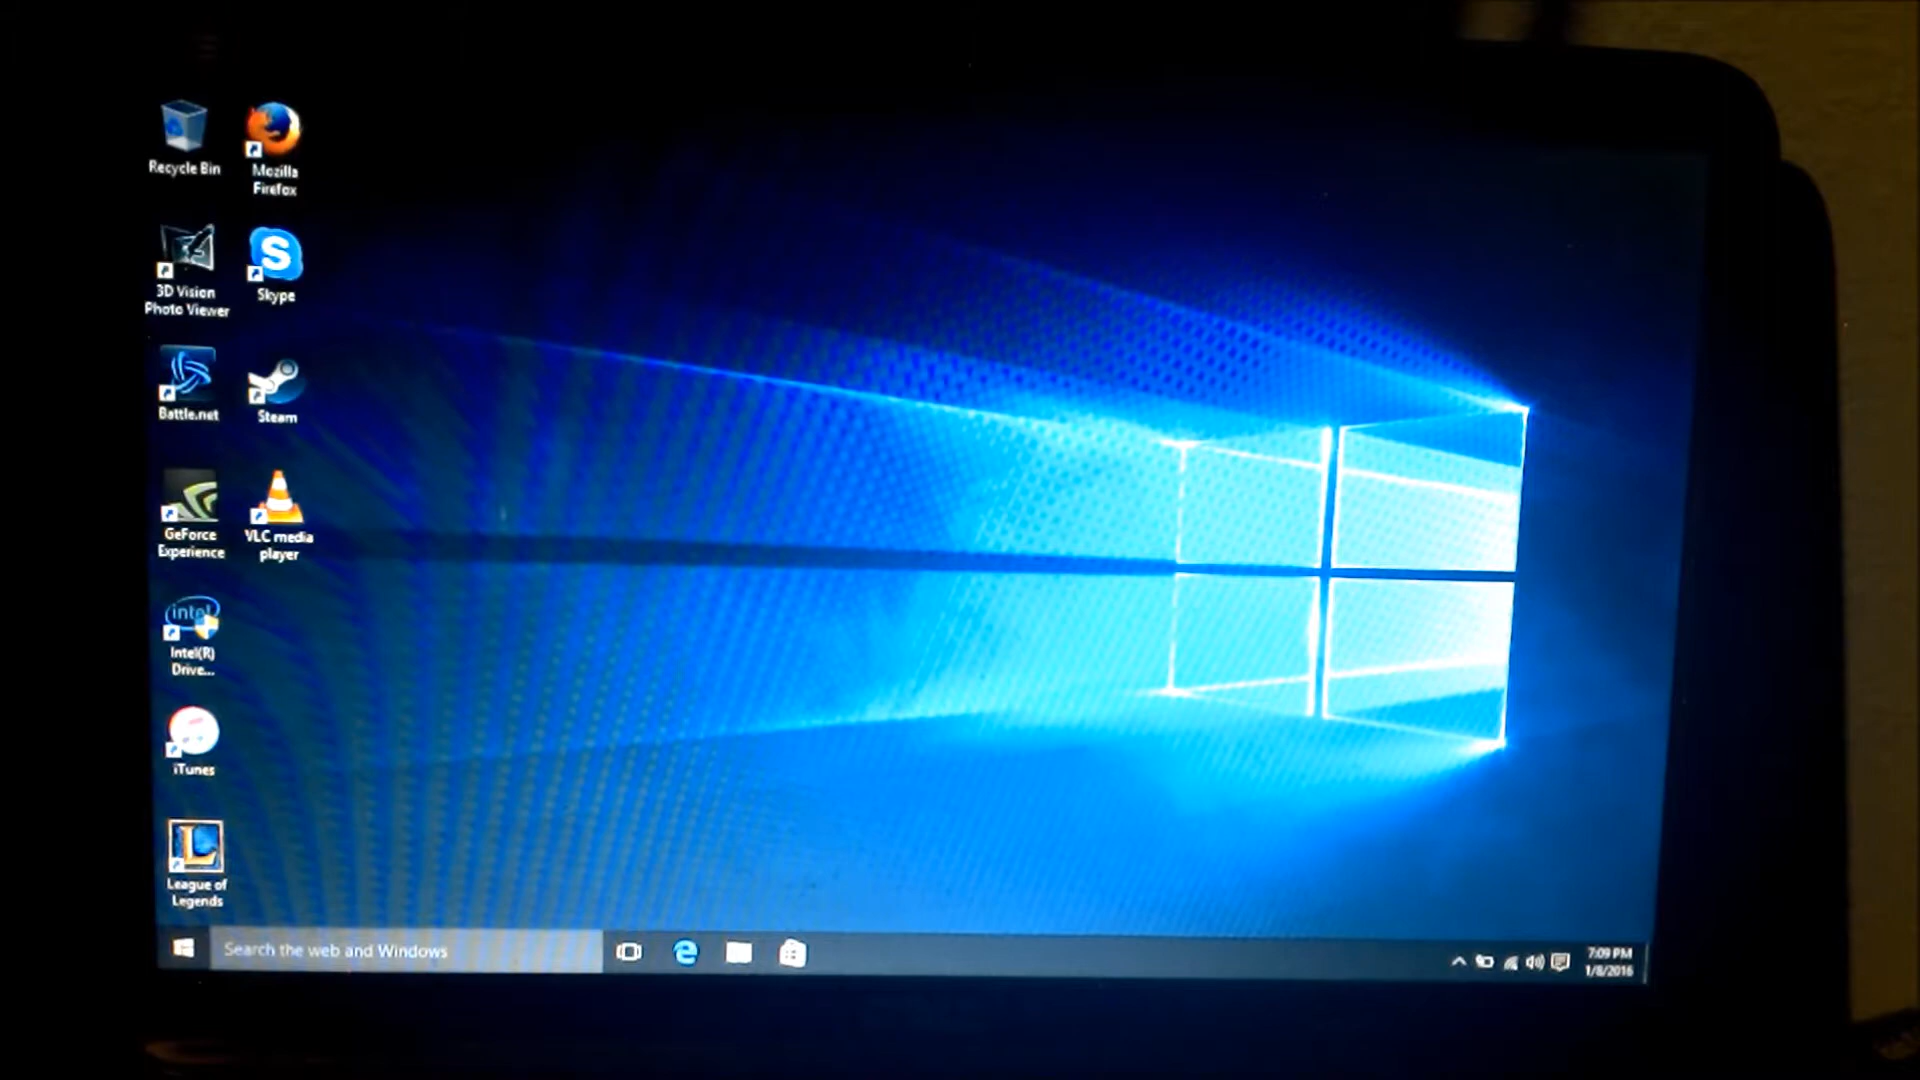 Recycle Bin
Mozilla
Firefox
3D Vision
Photo Viewer
S
Skype
Battle.net
Steam
GeForce
Experience
VLC media
player
intel
Intel(R)
Drive...
iTunes
L
League of
Legends
Search the web and Windows
7:09 PM
1/8/2016